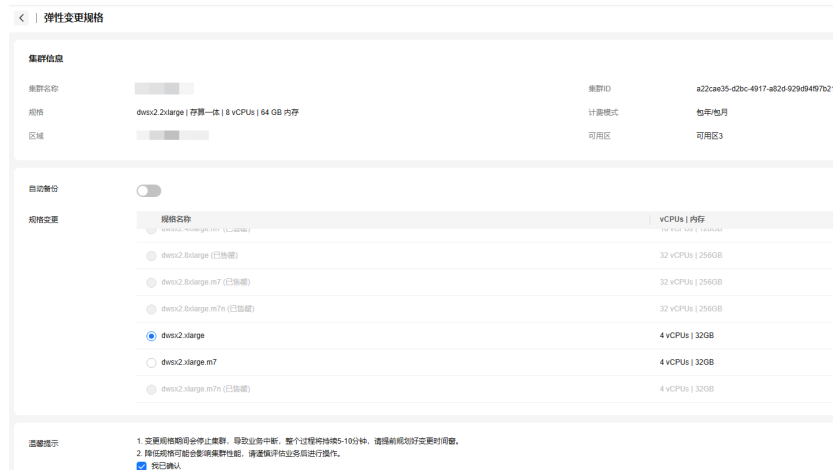 弹性变更规格
集群信息
集群名称
集群ID a22cae35-d2bc-4917-a82d-929d94f97b21
规格 dwsx2.2xlarge | 存算一体 | 8 vCPUs | 64 GB 内存
计费模式 包年/包月
区域
可用区 可用区3
自动备份
规格变更
规格名称 vCPUs | 内存
dwsx2.8xlarge (已售罄) 32 vCPUs | 256GB
dwsx2.8xlarge.m7 (已售罄) 32 vCPUs | 256GB
dwsx2.8xlarge.m7n (已售罄) 32 vCPUs | 256GB
dwsx2.xlarge 4 vCPUs | 32GB
dwsx2.xlarge.m7 4 vCPUs | 32GB
dwsx2.xlarge.m7n (已售罄) 4 vCPUs | 32GB
温馨提示
1. 变更规格期间会停止集群，导致业务中断，整个过程将持续5-10分钟，请提前规划好变更时间窗。
2. 降低规格可能会影响集群性能，请谨慎评估业务后进行操作。
我已确认